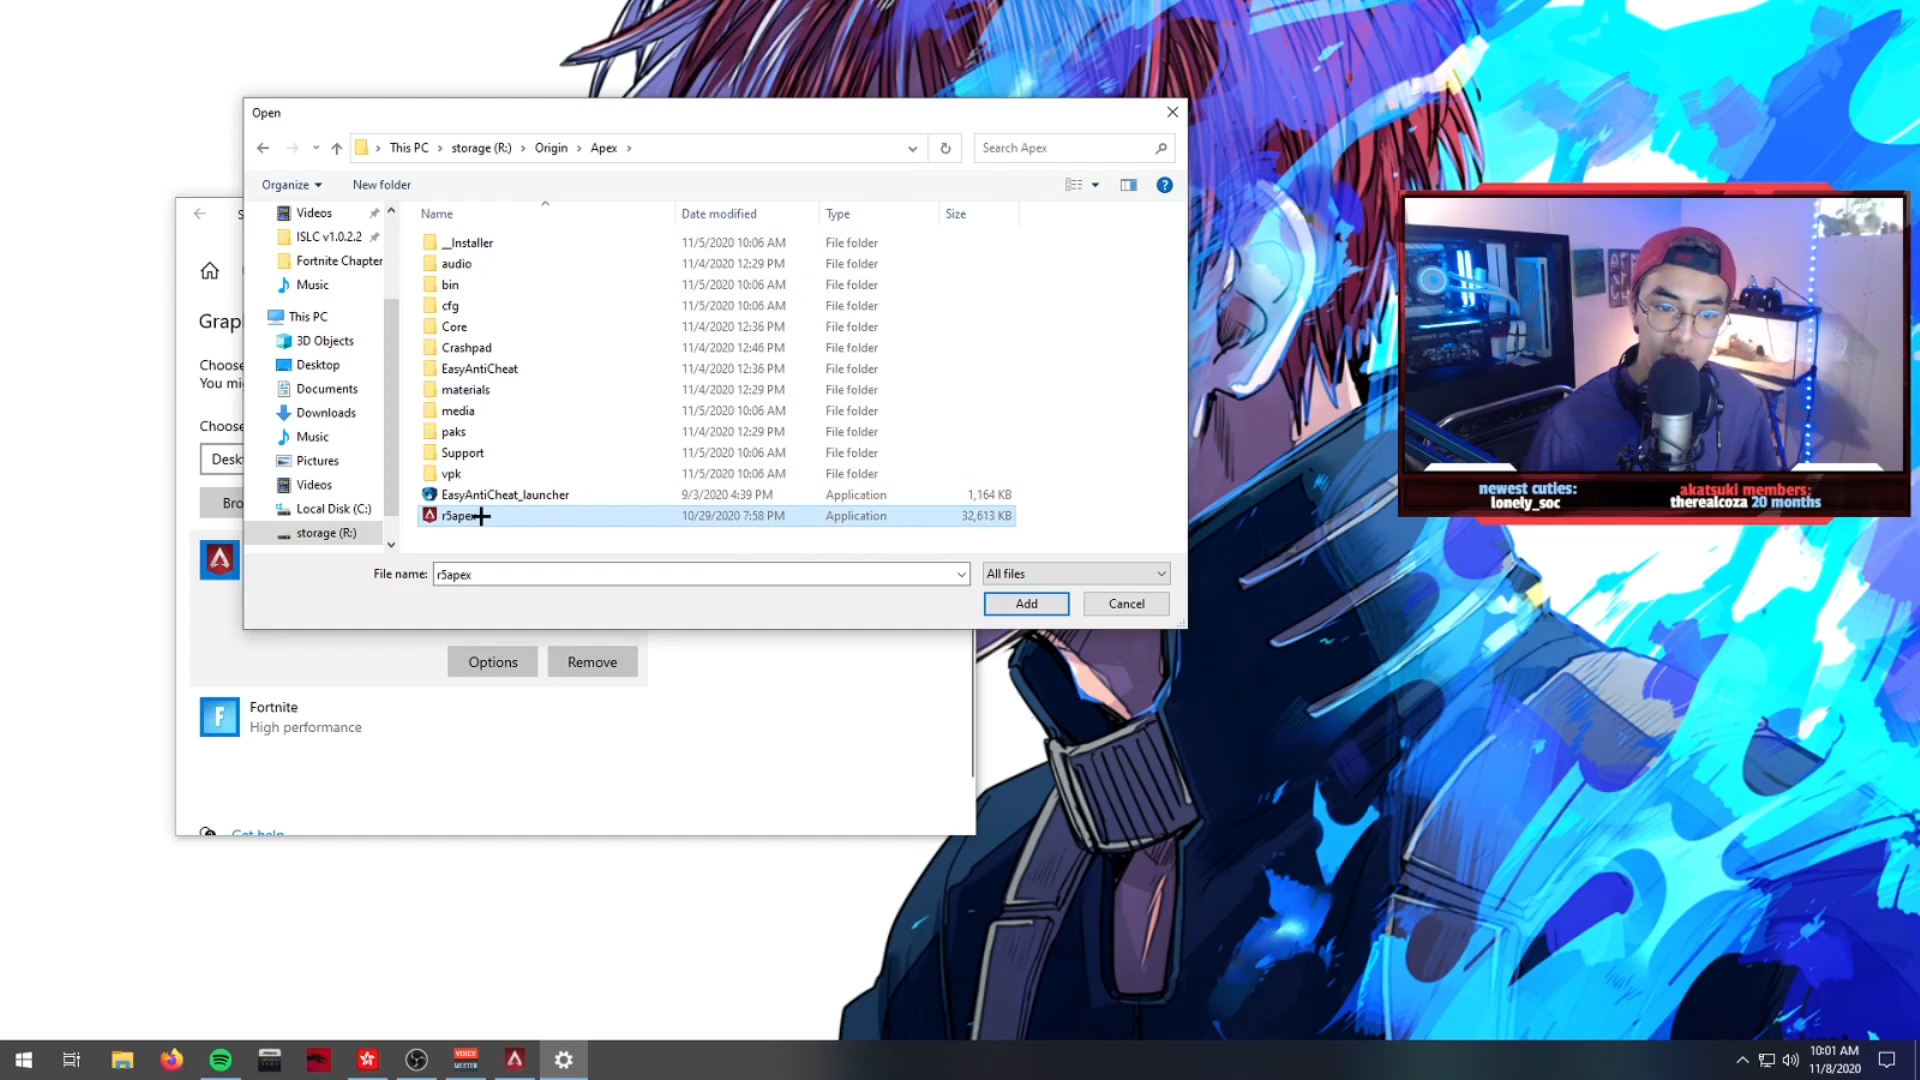 Open
This PC > storage (R:) > Origin > Apex >
Search Apex
Organize
New folder
Videos
ISLC v1.0.2.2
Fortnite Chapter
Music
This PC
3D Objects
Desktop
Documents
Downloads
Music
Pictures
Videos
Local Disk (C:)
storage (R:)
Name Date modified Type Size
__Installer 11/5/2020 10:06 AM File folder
audio 11/4/2020 12:29 PM File folder
bin 11/5/2020 10:06 AM File folder
cfg 11/5/2020 10:06 AM File folder
Core 11/4/2020 12:36 PM File folder
Crashpad 11/4/2020 12:46 PM File folder
EasyAntiCheat 11/4/2020 12:36 PM File folder
materials 11/4/2020 12:29 PM File folder
media 11/5/2020 10:06 AM File folder
paks 11/4/2020 12:29 PM File folder
Support 11/5/2020 10:06 AM File folder
vpk 11/5/2020 10:06 AM File folder
EasyAntiCheat_launcher 9/3/2020 4:39 PM Application 1,164 KB
r5apex 10/29/2020 7:58 PM Application 32,613 KB
File name: r5apex
All files
Add
Cancel
S
Grap
Choose
You mi
Choose
Desk
Bro
Options
Remove
Fortnite
High performance
Get help
newest cuties:
lonely_soc
akatsuki members:
therealcoza 20 months
VOICE
MEETER
10:01 AM
11/8/2020